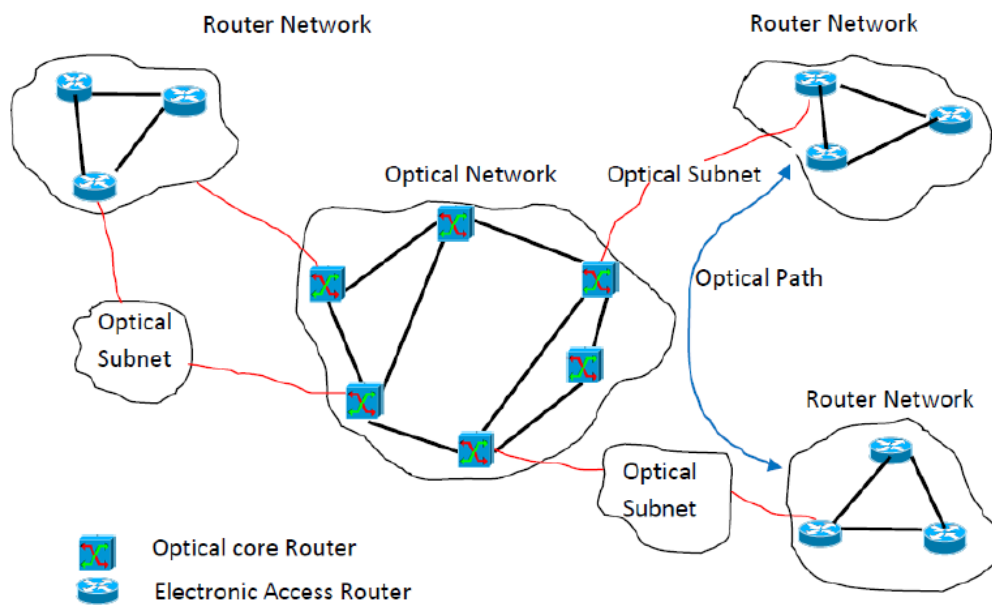 Router Network
Router Network
Optical Network
Optical Subnet
Optical Path
Optical
Subnet
Router Network
Optical
Subnet
Optical core Router
Electronic Access Router